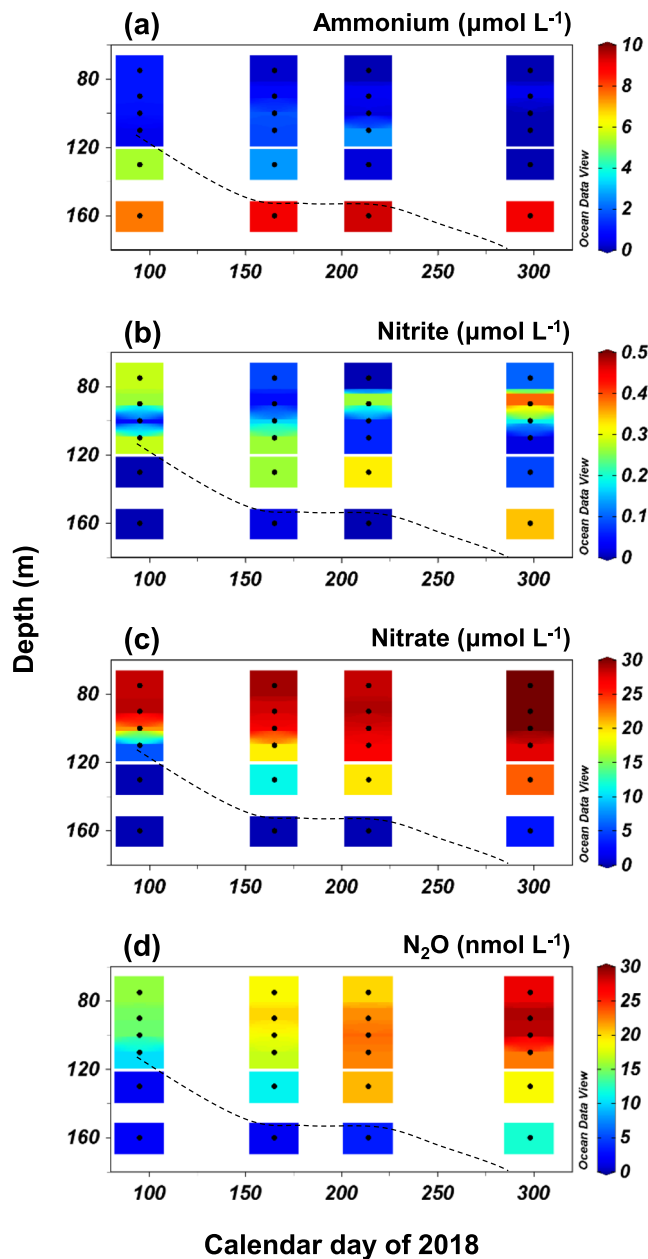 (a) Ammonium (µmol L⁻¹)
80
120
160
100 150 200 250 300
10
8
6
4
2
0
Ocean Data View
(b) Nitrite (µmol L⁻¹)
80
120
160
100 150 200 250 300
0.5
0.4
0.3
0.2
0.1
0
Ocean Data View
Depth (m)
(c) Nitrate (µmol L⁻¹)
80
120
160
100 150 200 250 300
30
25
20
15
10
5
0
Ocean Data View
(d) N₂O (nmol L⁻¹)
80
120
160
100 150 200 250 300
30
25
20
15
10
5
0
Ocean Data View
Calendar day of 2018